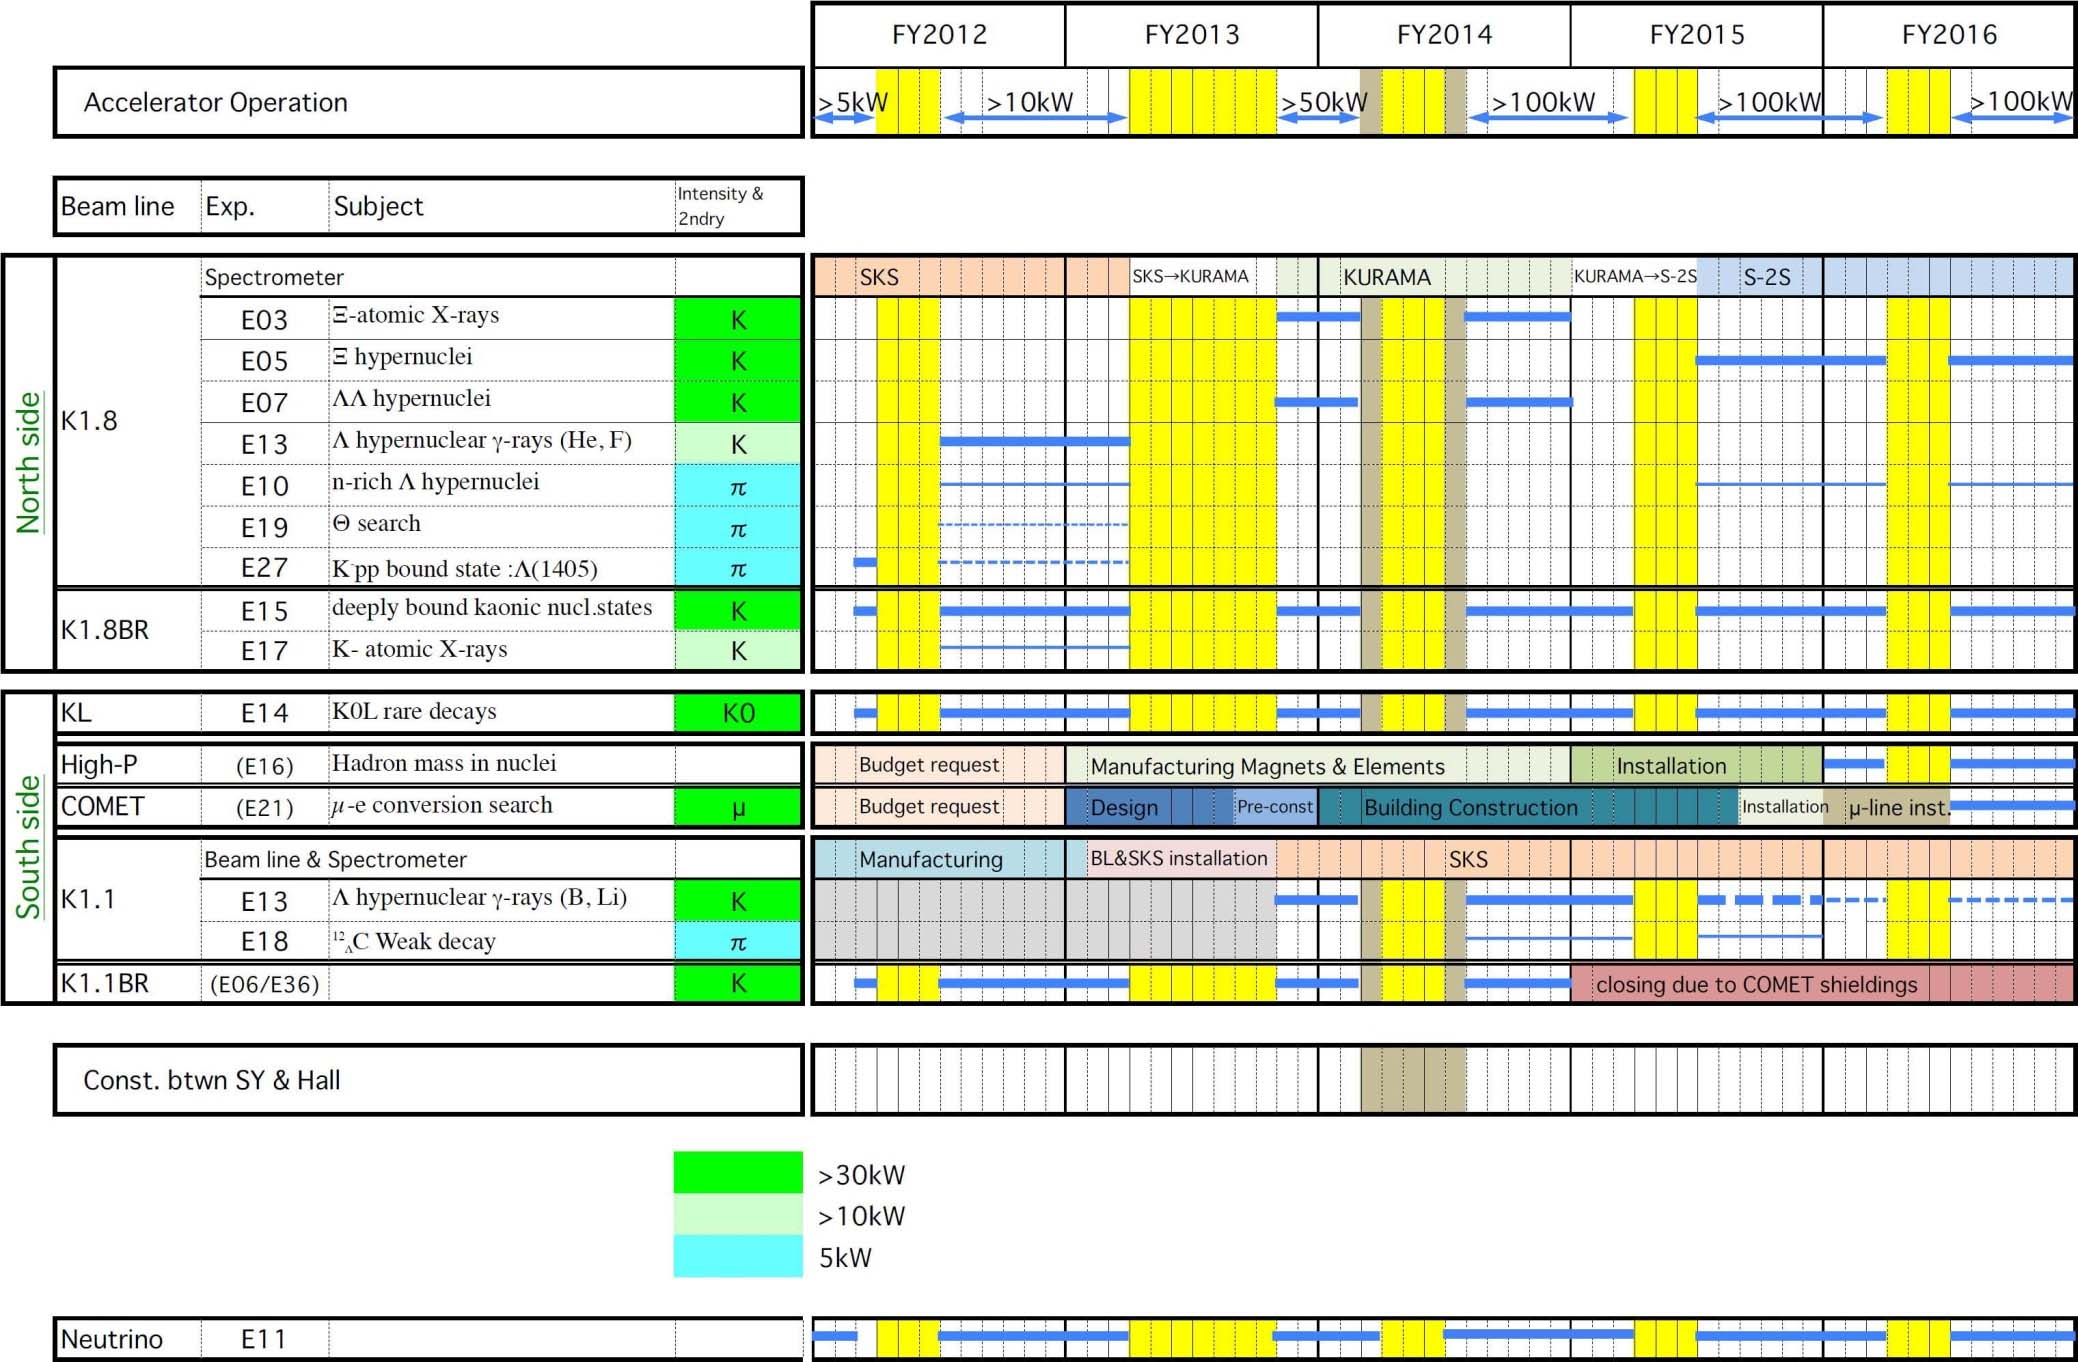 FY2012 FY2013 FY2014 FY2015 FY2016
Accelerator Operation >5kW >10kW >50kW >100kW >100kW >100kW
Beam line Exp. Subject Intensity & 2ndry
North side
K1.8 Spectrometer SKS SKS→KURAMA KURAMA KURAMA→S-2S S-2S
E03 Ξ-atomic X-rays K
E05 Ξ hypernuclei K
E07 ΛΛ hypernuclei K
E13 Λ hypernuclear γ-rays (He, F) K
E10 n-rich Λ hypernuclei π
E19 Θ search π
E27 K⁻pp bound state :Λ(1405) π
K1.8BR E15 deeply bound kaonic nucl.states K
E17 K- atomic X-rays K
South side
KL E14 K0L rare decays K0
High-P (E16) Hadron mass in nuclei Budget request Manufacturing Magnets & Elements Installation
COMET (E21) μ-e conversion search μ Budget request Design Pre-const Building Construction Installation μ-line inst.
K1.1 Beam line & Spectrometer Manufacturing BL&SKS installation SKS
E13 Λ hypernuclear γ-rays (B, Li) K
E18 ¹²ΛC Weak decay π
K1.1BR (E06/E36) K closing due to COMET shieldings
Const. btwn SY & Hall
>30kW
>10kW
5kW
Neutrino E11